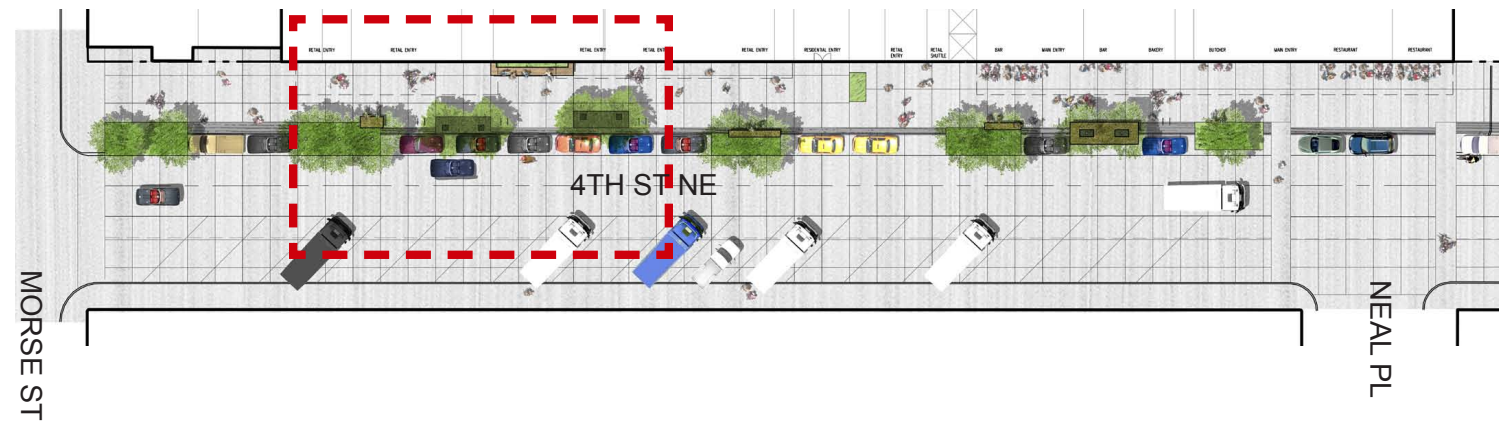 RETAIL ENTRY
RETAIL ENTRY
RETAIL ENTRY
RETAIL ENTRY
RETAIL ENTRY
RESIDENTIAL ENTRY
RETAIL
ENTRY
RETAIL
SHUTTLE
BAR
MAIN ENTRY
BAR
BAKERY
BUTCHER
MAIN ENTRY
RESTAURANT
RESTAURANT
4TH ST NE
MORSE ST
NEAL PL